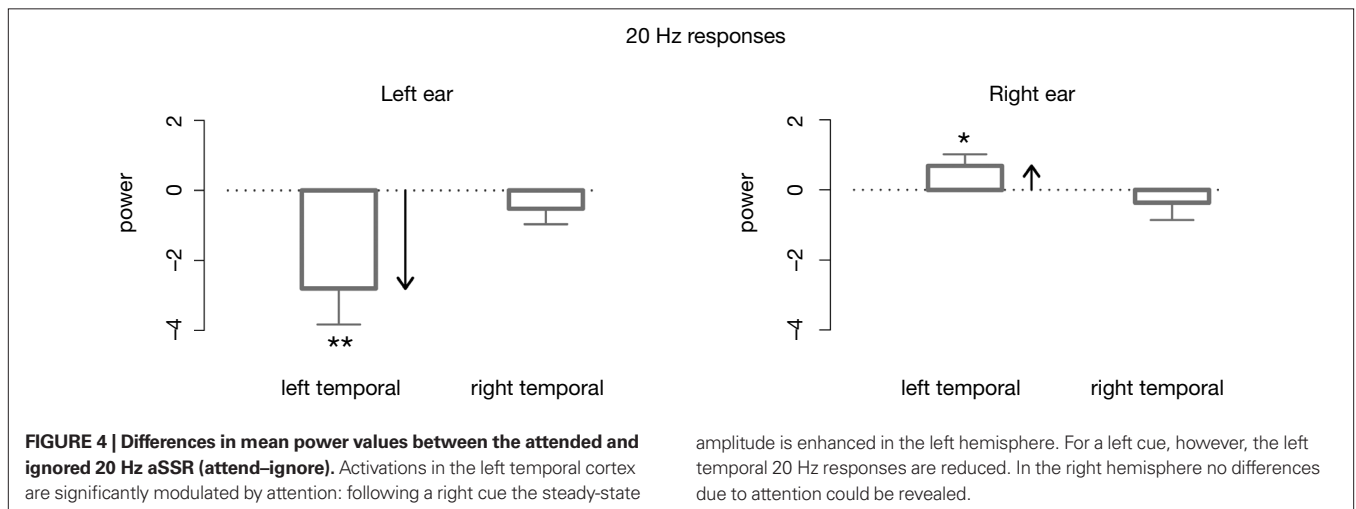 20 Hz responses
Left ear
2
0
−2
−4
power
**
left temporal
right temporal
Right ear
2
0
−2
−4
power
*
left temporal
right temporal
FIGURE 4 | Differences in mean power values between the attended and
ignored 20 Hz aSSR (attend–ignore). Activations in the left temporal cortex
are significantly modulated by attention: following a right cue the steady-state
amplitude is enhanced in the left hemisphere. For a left cue, however, the left
temporal 20 Hz responses are reduced. In the right hemisphere no differences
due to attention could be revealed.